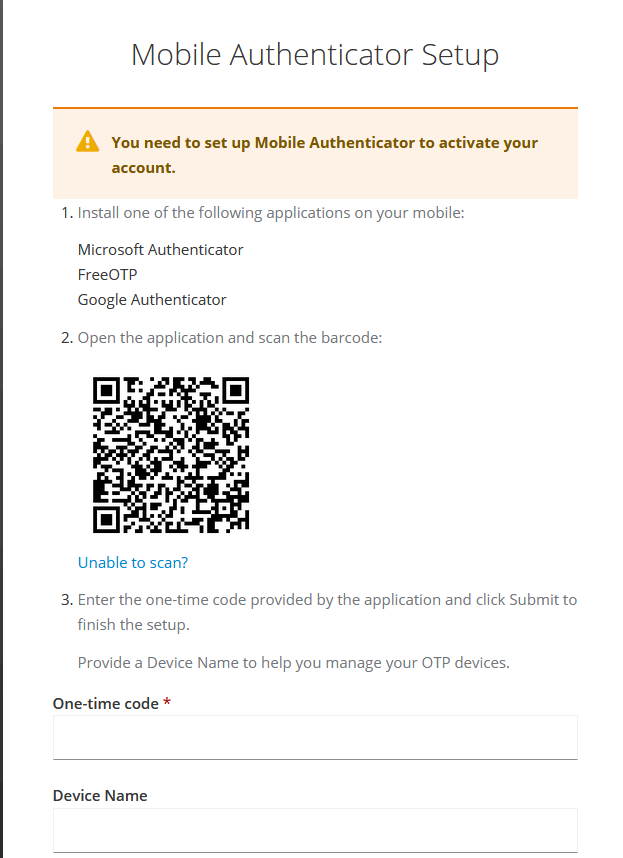 Mobile Authenticator Setup
You need to set up Mobile Authenticator to activate your
account.
1. Install one of the following applications on your mobile:
Microsoft Authenticator
FreeOTP
Google Authenticator
2. Open the application and scan the barcode:
Unable to scan?
3. Enter the one-time code provided by the application and click Submit to
finish the setup.
Provide a Device Name to help you manage your OTP devices.
One-time code *
Device Name